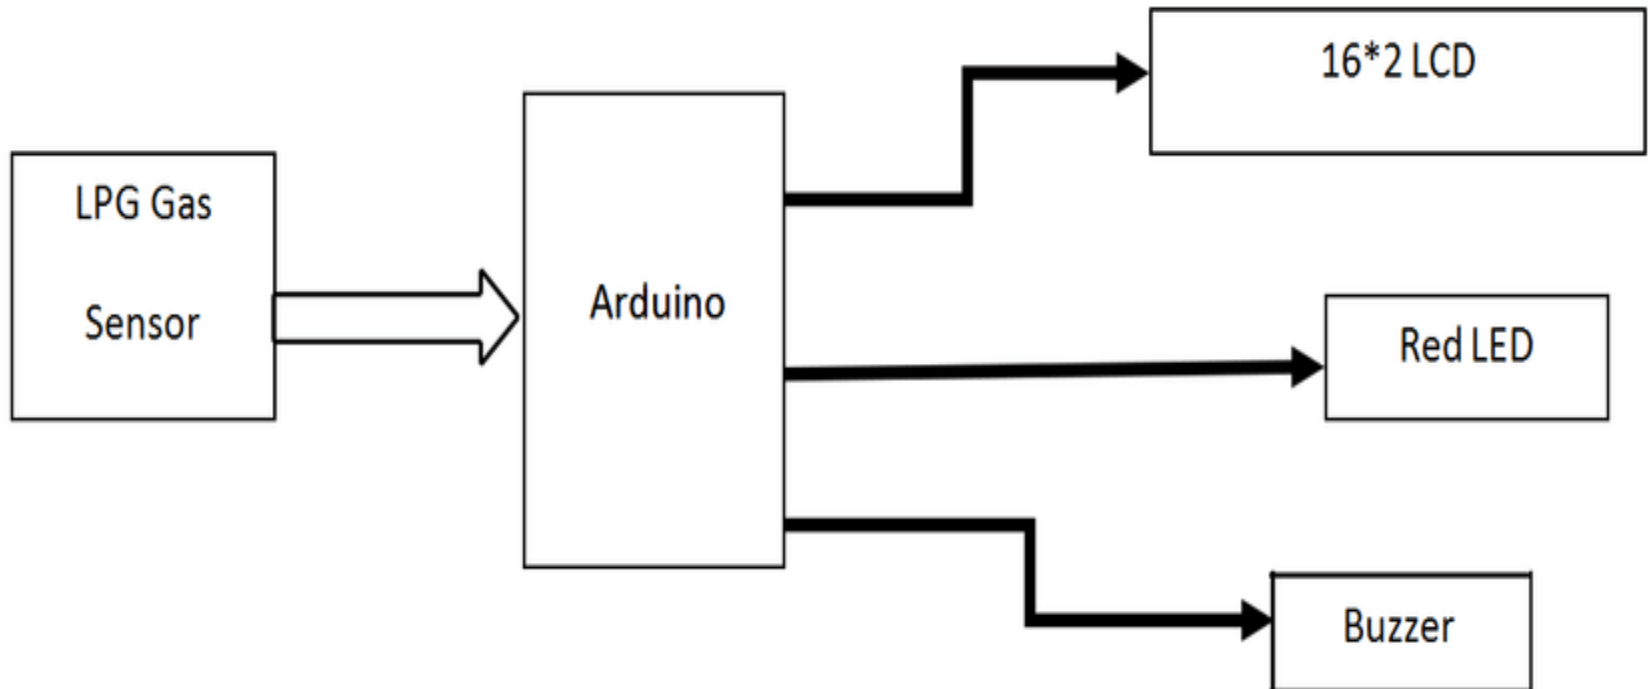 LPG Gas
Sensor
Arduino
16*2 LCD
Red LED
Buzzer